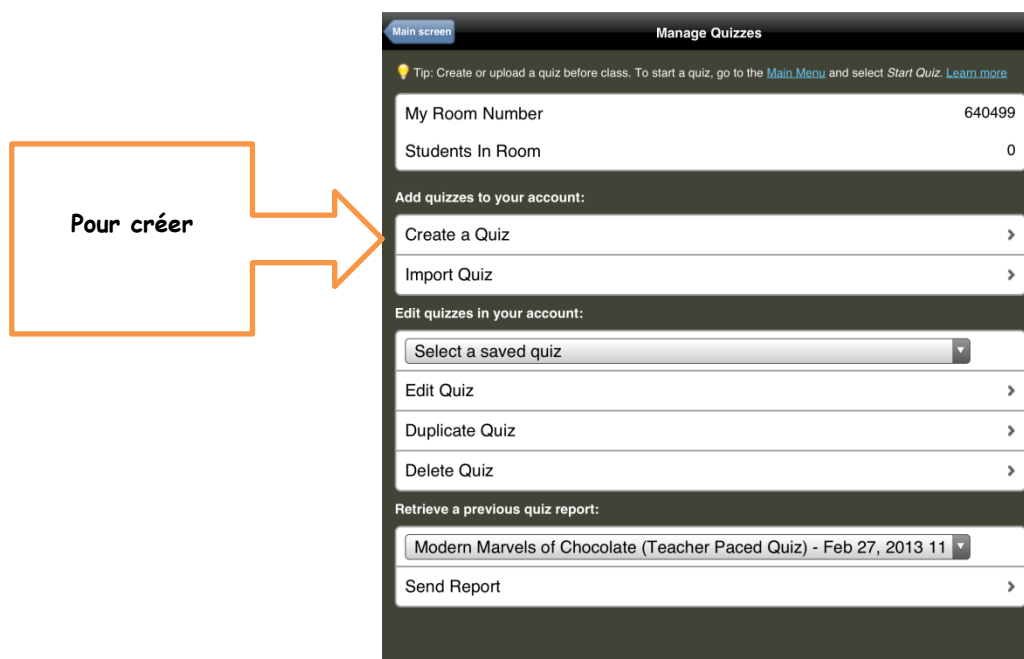 Main screen
Manage Quizzes
Tip: Create or upload a quiz before class. To start a quiz, go to the Main Menu and select Start Quiz. Learn more
My Room Number 640499
Students In Room 0
Pour créer
Add quizzes to your account:
Create a Quiz
Import Quiz
Edit quizzes in your account:
Select a saved quiz
Edit Quiz
Duplicate Quiz
Delete Quiz
Retrieve a previous quiz report:
Modern Marvels of Chocolate (Teacher Paced Quiz) - Feb 27, 2013 11
Send Report